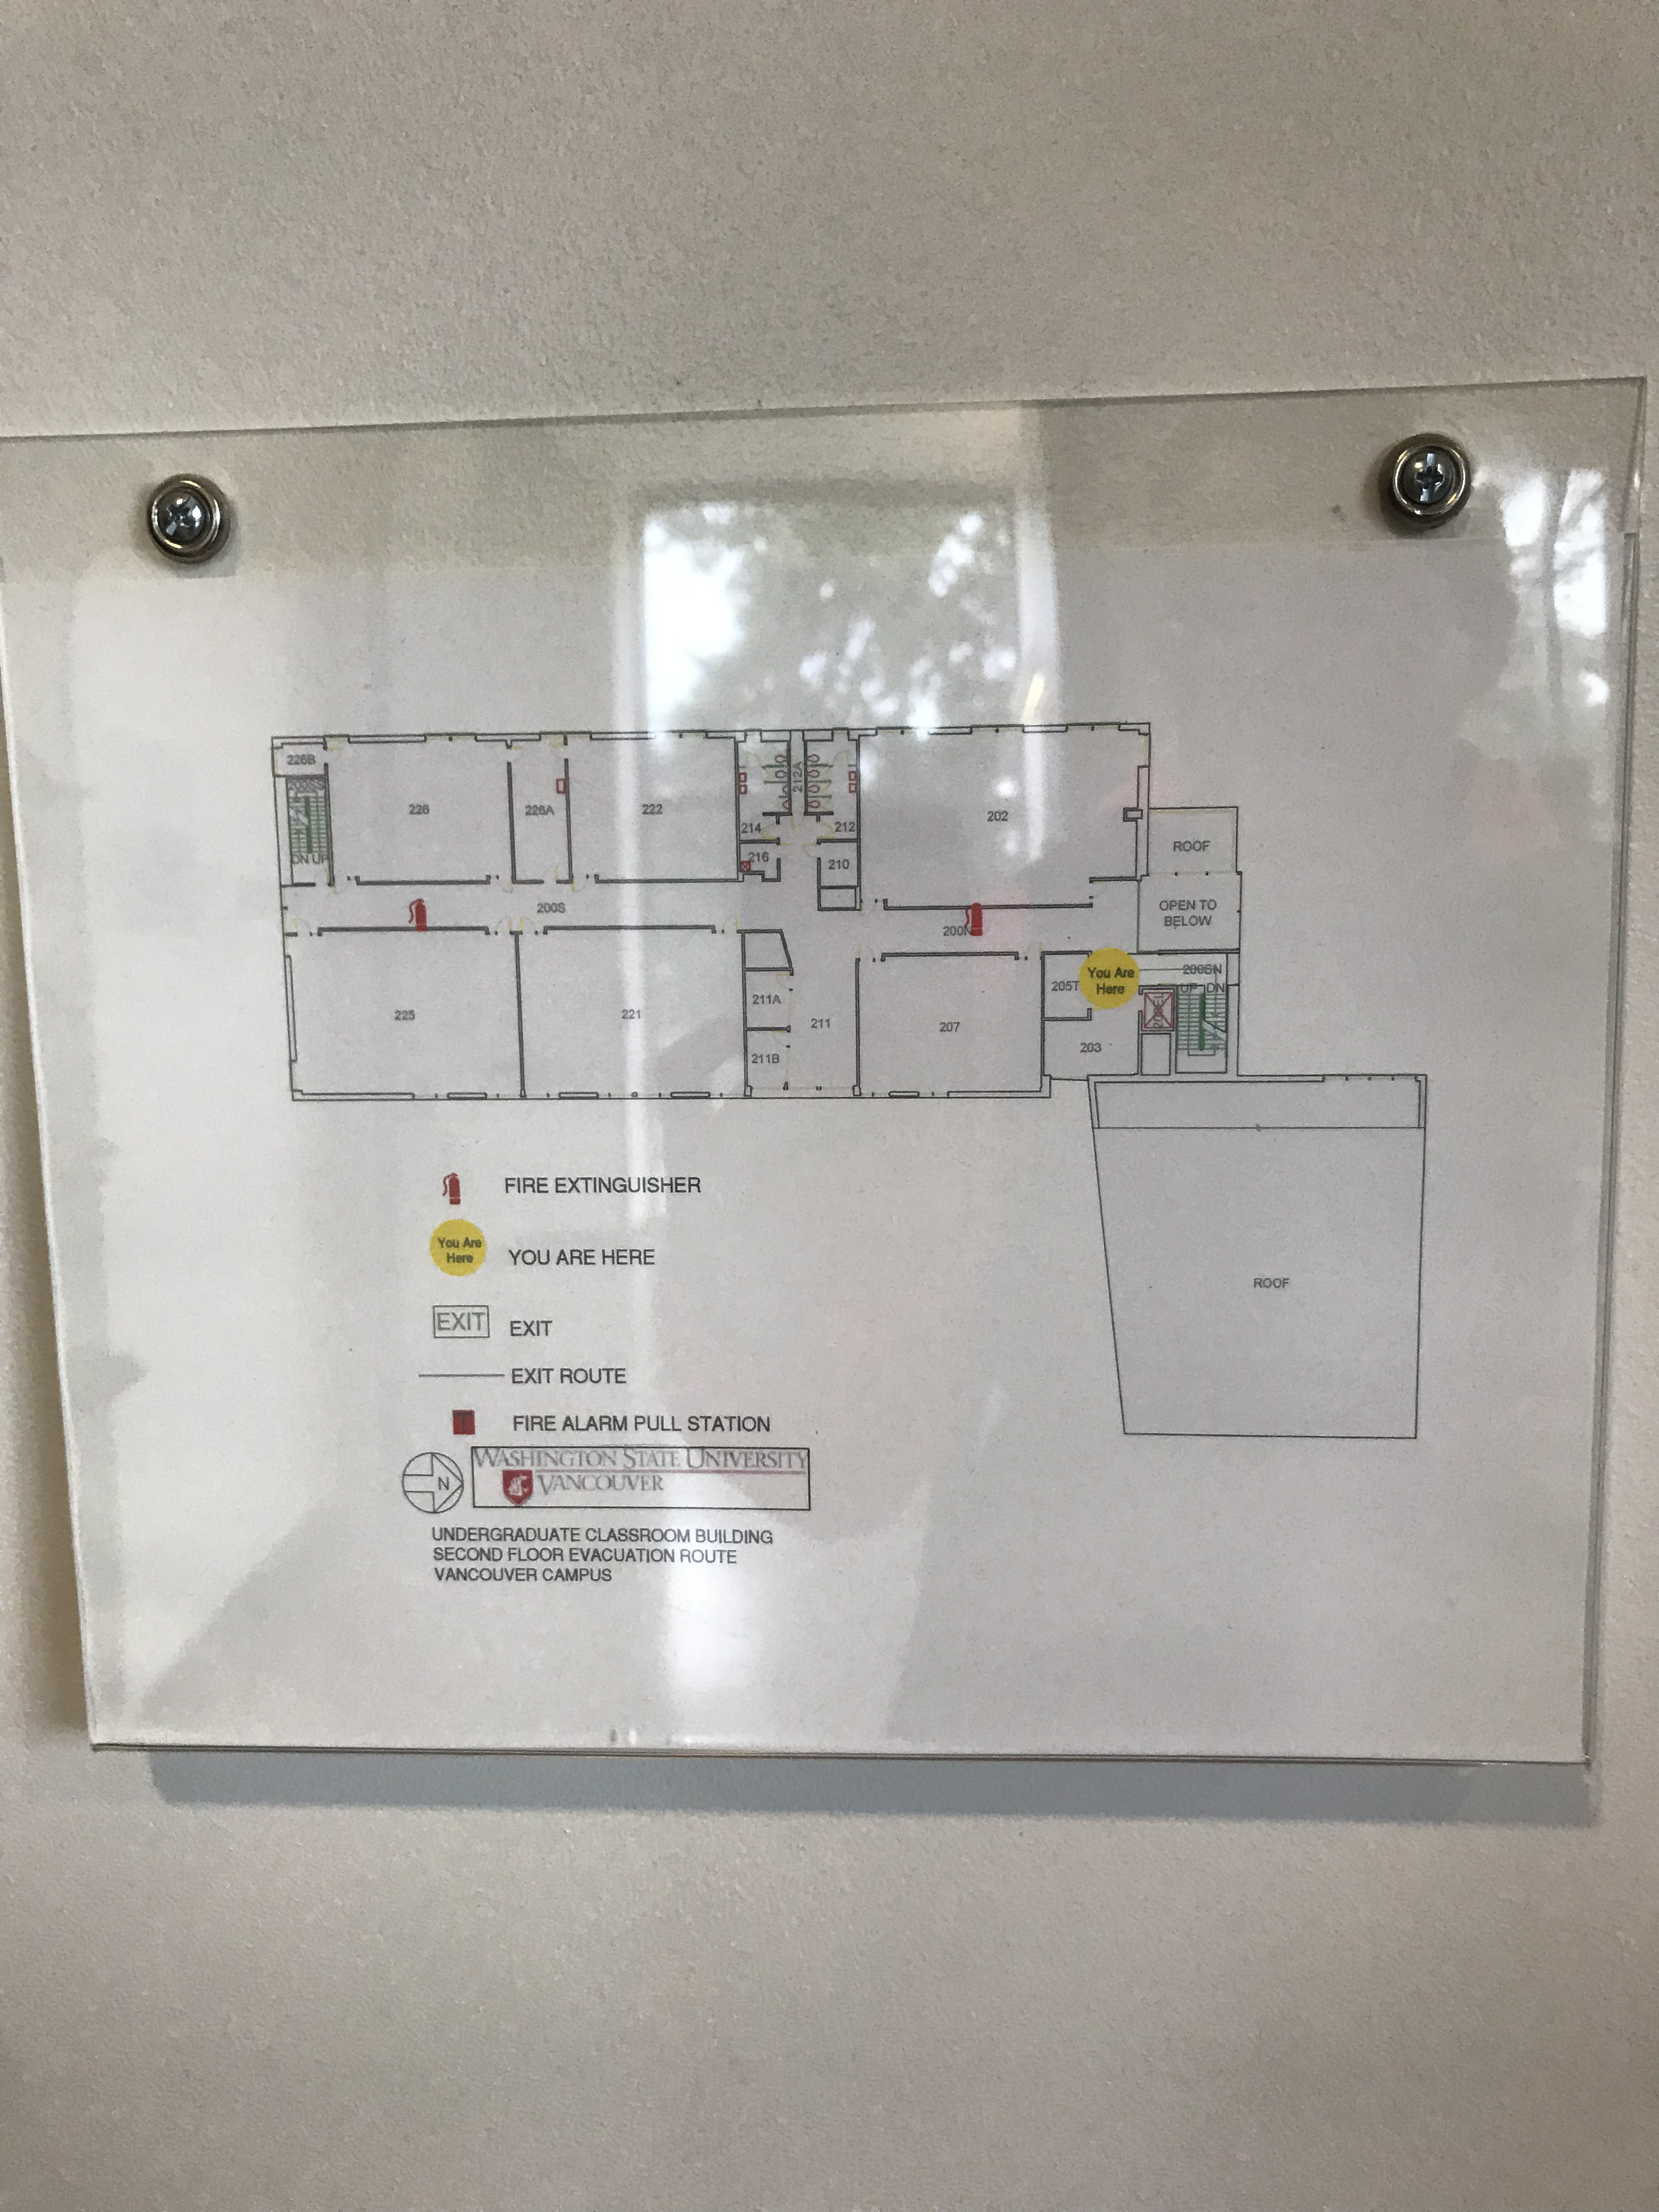 226B
200SS
DN UP
226
226A
222
214
212A
212
216
210
202
ROOF
OPEN TO
BELOW
200S
200N
225
221
211A
211B
211
207
205T
You Are
Here
203
200SN
UP DN
ROOF
FIRE EXTINGUISHER
You Are
Here
YOU ARE HERE
EXIT
EXIT
EXIT ROUTE
FIRE ALARM PULL STATION
N
WASHINGTON STATE UNIVERSITY
VANCOUVER
UNDERGRADUATE CLASSROOM BUILDING
SECOND FLOOR EVACUATION ROUTE
VANCOUVER CAMPUS